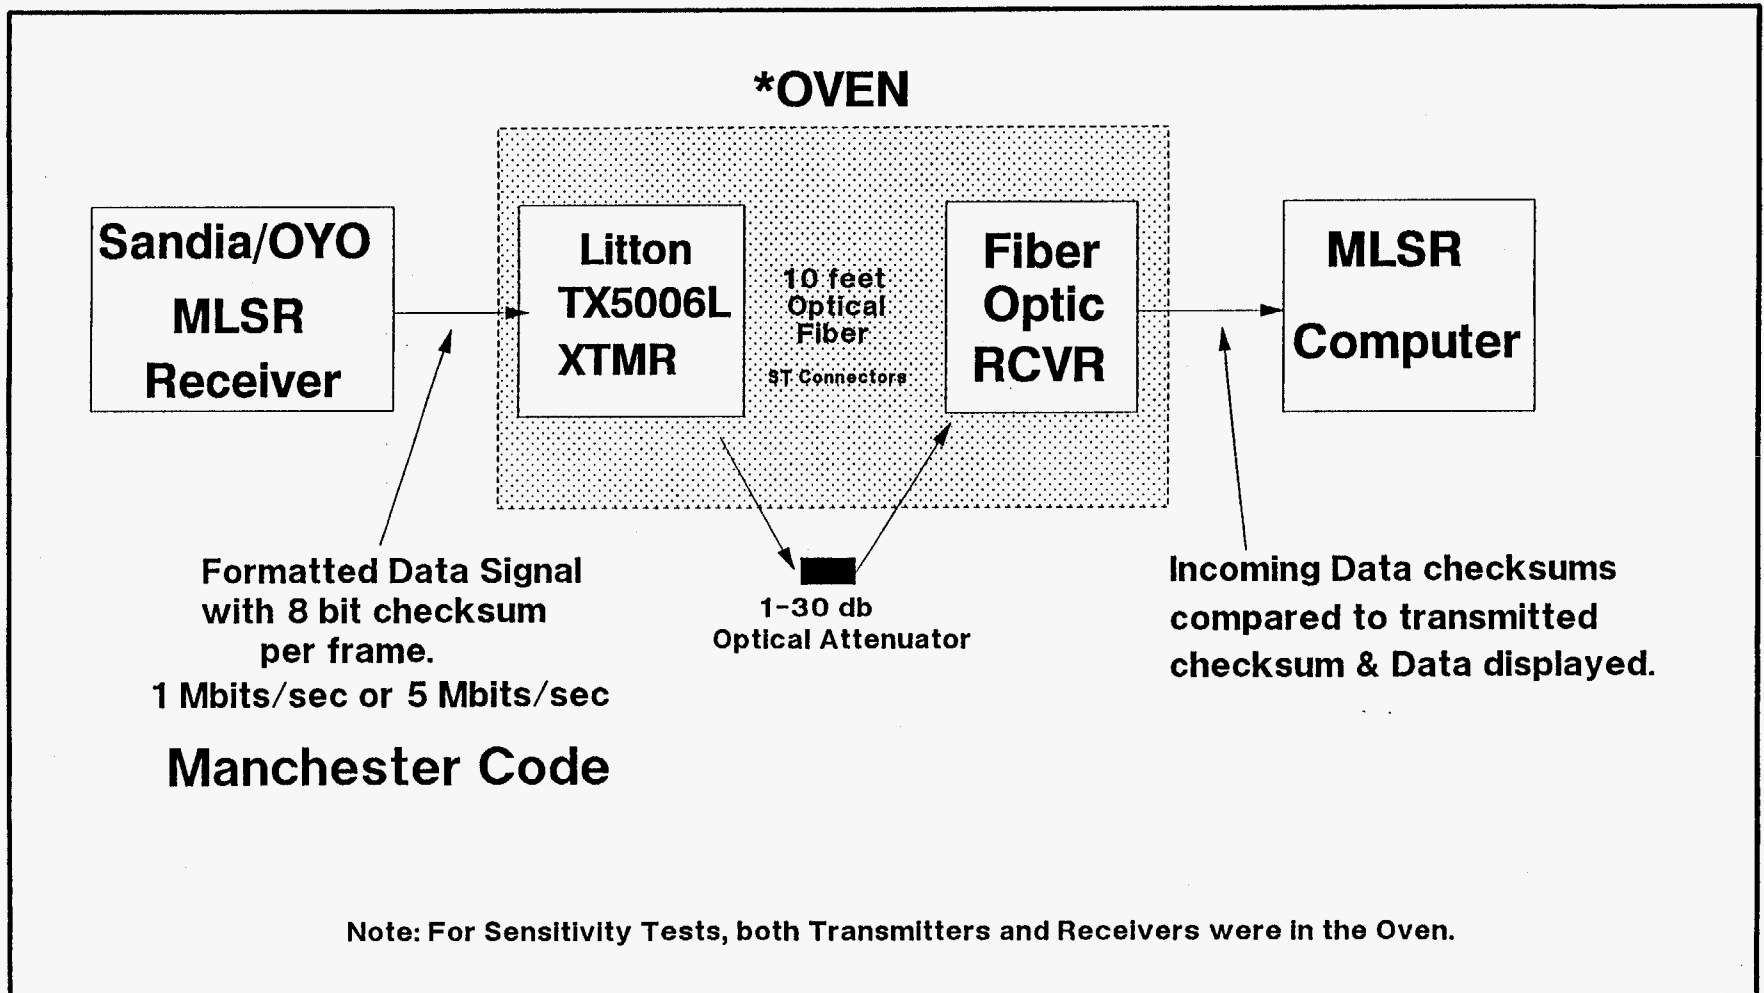 *OVEN
Sandia/OYO
MLSR
Receiver
Litton
TX5006L
XTMR
10 feet
Optical
Fiber
ST Connectors
Fiber
Optic
RCVR
MLSR
Computer
Formatted Data Signal
with 8 bit checksum
per frame.
1 Mbits/sec or 5 Mbits/sec
Manchester Code
1-30 db
Optical Attenuator
Incoming Data checksums
compared to transmitted
checksum & Data displayed.
Note: For Sensitivity Tests, both Transmitters and Receivers were in the Oven.